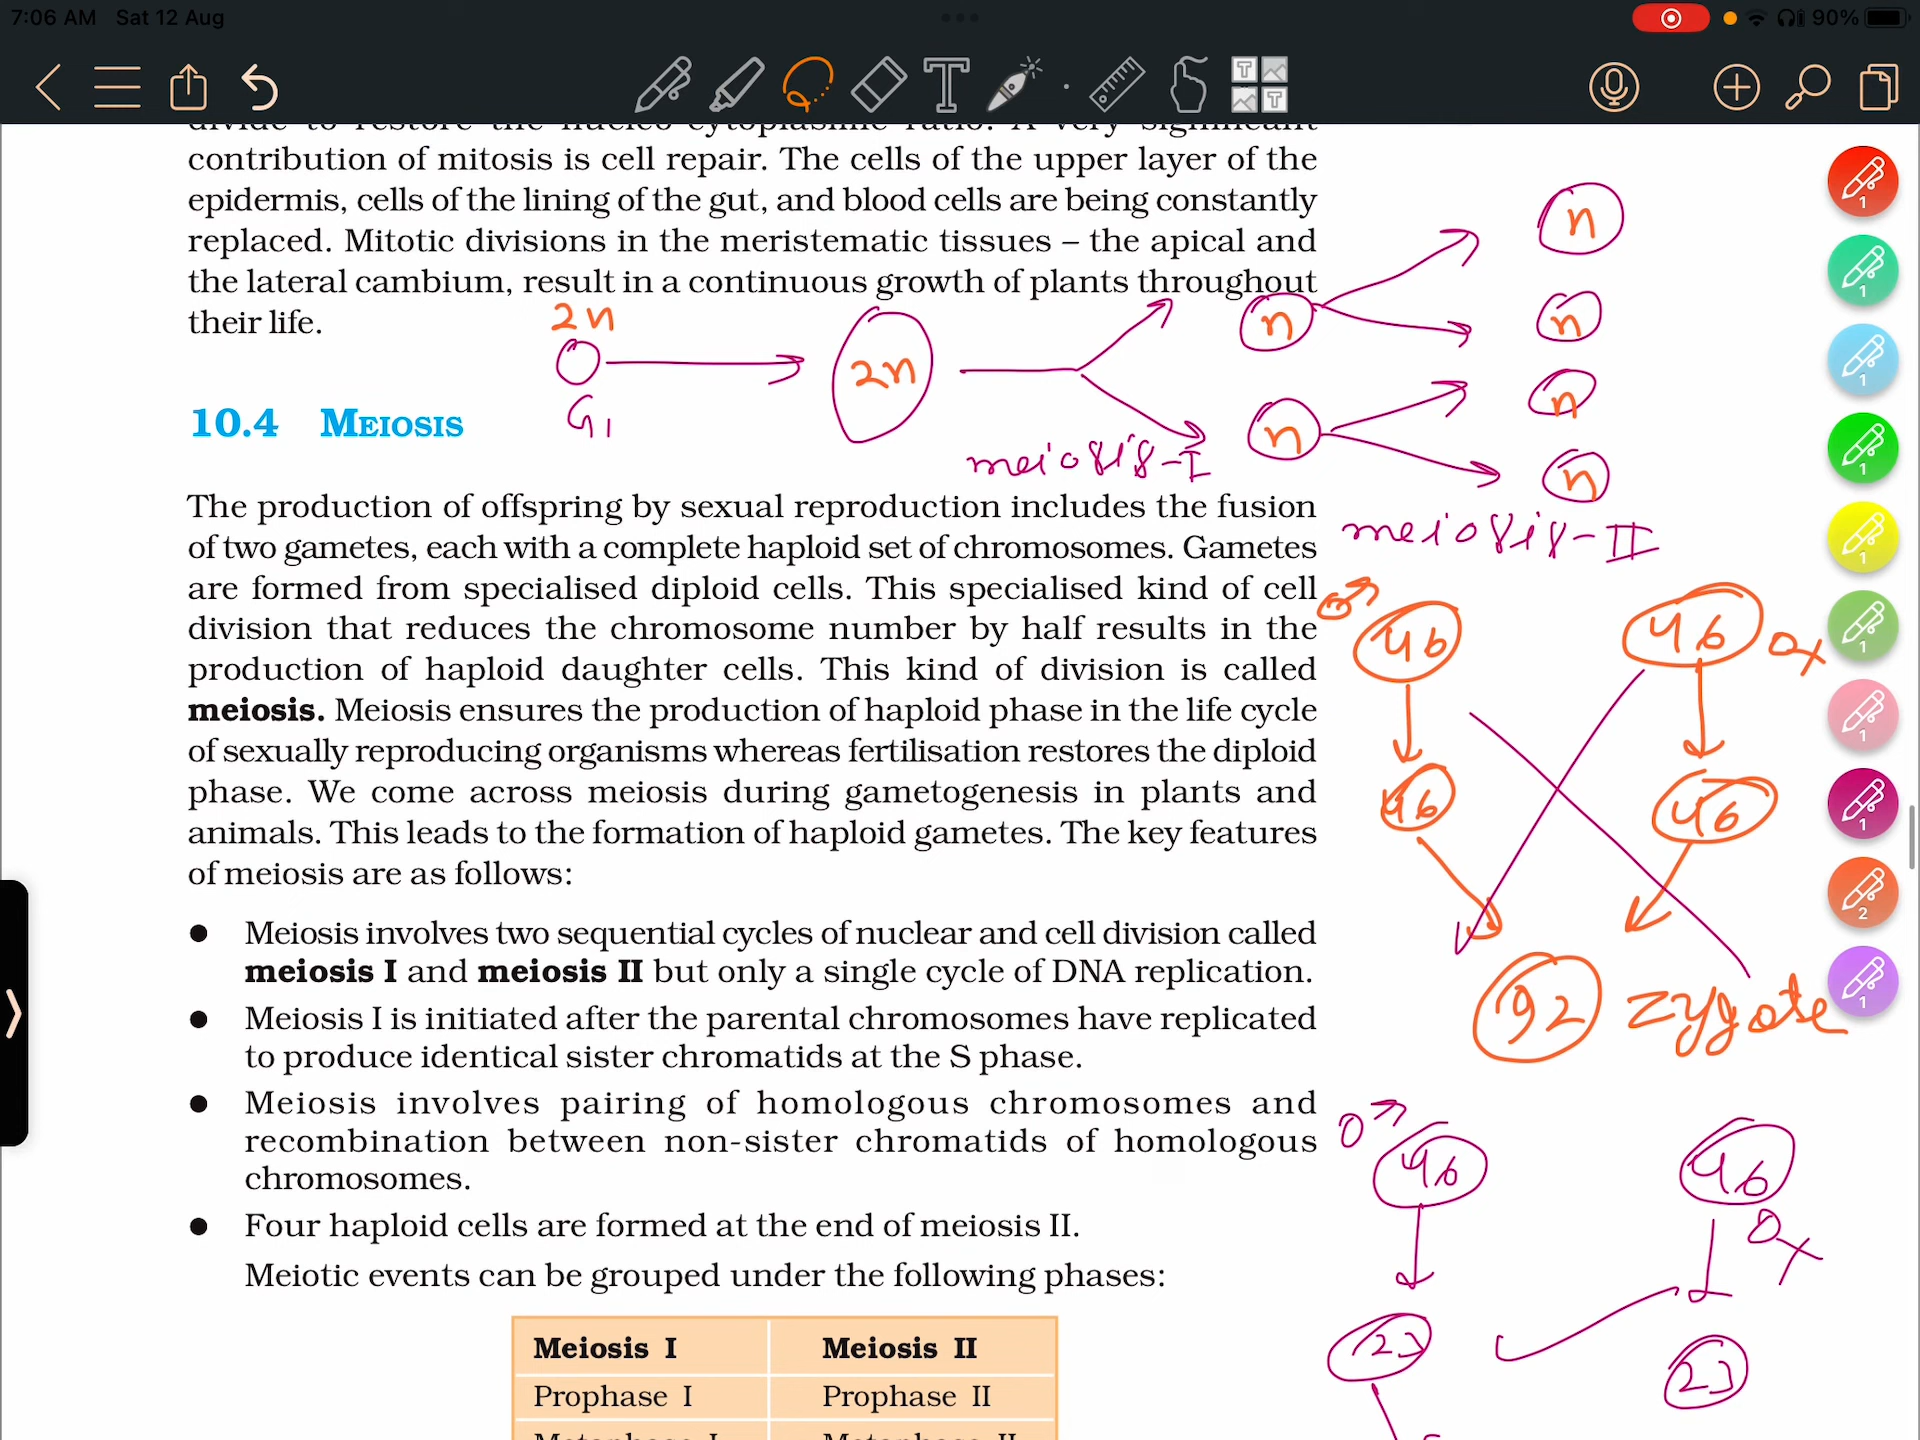 7:06 AM Sat 12 Aug
90%
divide to restore the nucleo-cytoplasmic ratio. A very significant
contribution of mitosis is cell repair. The cells of the upper layer of the
epidermis, cells of the lining of the gut, and blood cells are being constantly
replaced. Mitotic divisions in the meristematic tissues – the apical and
the lateral cambium, result in a continuous growth of plants throughout
their life.
2n
G1
2n
n
n
n
n
n
n
meiosis-I
meiosis-II
10.4 MEIOSIS
The production of offspring by sexual reproduction includes the fusion
of two gametes, each with a complete haploid set of chromosomes. Gametes
are formed from specialised diploid cells. This specialised kind of cell
division that reduces the chromosome number by half results in the
production of haploid daughter cells. This kind of division is called
meiosis. Meiosis ensures the production of haploid phase in the life cycle
of sexually reproducing organisms whereas fertilisation restores the diploid
phase. We come across meiosis during gametogenesis in plants and
animals. This leads to the formation of haploid gametes. The key features
of meiosis are as follows:
♂ 46 46 ♀
46 46
92 zygote
● Meiosis involves two sequential cycles of nuclear and cell division called
meiosis I and meiosis II but only a single cycle of DNA replication.
● Meiosis I is initiated after the parental chromosomes have replicated
to produce identical sister chromatids at the S phase.
● Meiosis involves pairing of homologous chromosomes and
recombination between non-sister chromatids of homologous
chromosomes.
● Four haploid cells are formed at the end of meiosis II.
Meiotic events can be grouped under the following phases:
♂ 46 46 ♀
23 23
Meiosis I Meiosis II
Prophase I Prophase II
Metaphase I Metaphase II